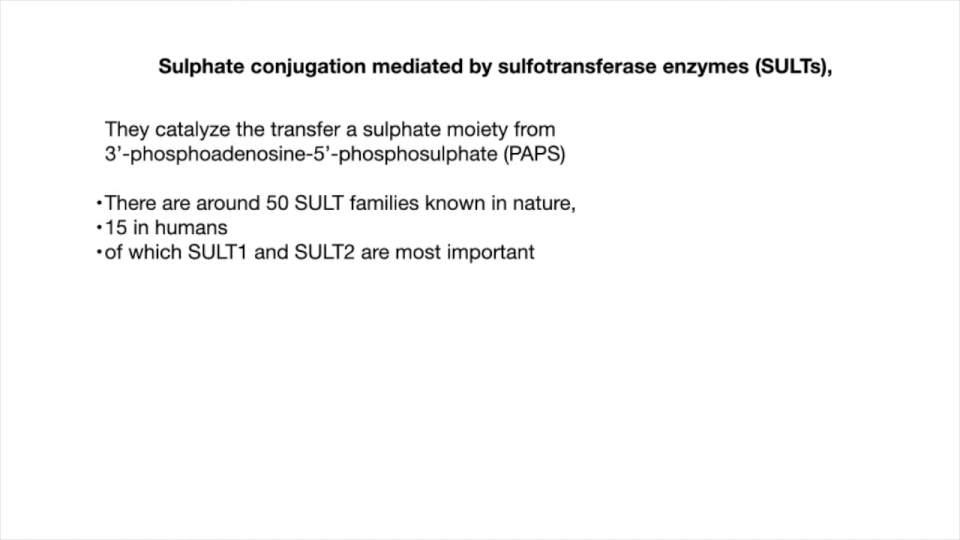 Sulphate conjugation mediated by sulfotransferase enzymes (SULTs),
They catalyze the transfer a sulphate moiety from
3’-phosphoadenosine-5’-phosphosulphate (PAPS)
•There are around 50 SULT families known in nature,
•15 in humans
•of which SULT1 and SULT2 are most important